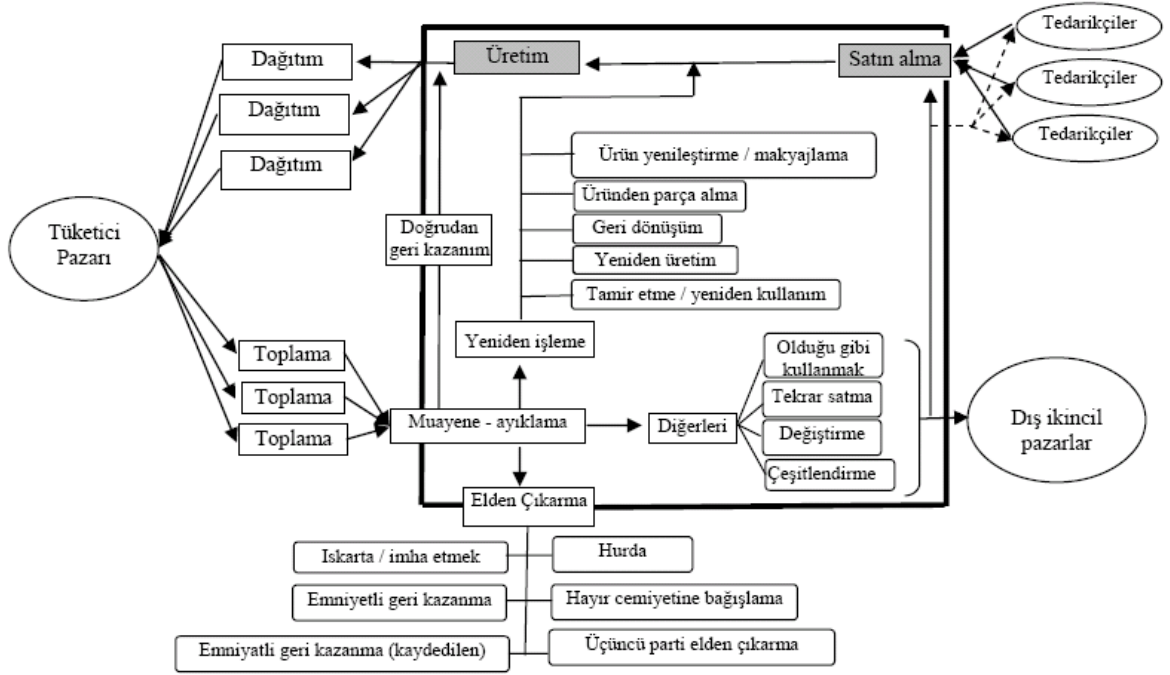 Tedarikçiler
Dağıtım
Üretim
Satın alma
Tedarikçiler
Dağıtım
Tedarikçiler
Dağıtım
Ürün yenileştirme / makyajlama
Üründen parça alma
Tüketici
Pazarı
Doğrudan
geri kazanım
Geri dönüşüm
Yeniden üretim
Tamir etme / yeniden kullanım
Yeniden işleme
Toplama
Toplama
Toplama
Muayene - ayıklama
Diğerleri
Olduğu gibi
kullanmak
Tekrar satma
Değiştirme
Çeşitlendirme
Dış ikincil
pazarlar
Elden Çıkarma
Iskarta / imha etmek
Hurda
Emniyetli geri kazanma
Hayır cemiyetine bağışlama
Emniyatli geri kazanma (kaydedilen)
Üçüncü parti elden çıkarma